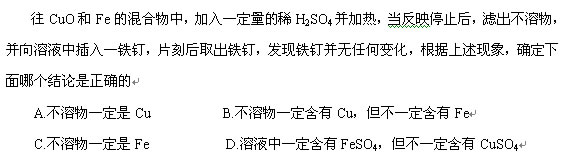 往 CuO 和 Fe 的混合物中，加入一定量的稀 H₂SO₄ 并加热，当反映停止后，滤出不溶物，
并向溶液中插入一铁钉，片刻后取出铁钉，发现铁钉并无任何变化，根据上述现象，确定下
面哪个结论是正确的↵
A.不溶物一定是 Cu B.不溶物一定含有 Cu，但不一定含有 Fe↵
C.不溶物一定是 Fe D.溶液中一定含有 FeSO₄，但不一定含有 CuSO₄↵